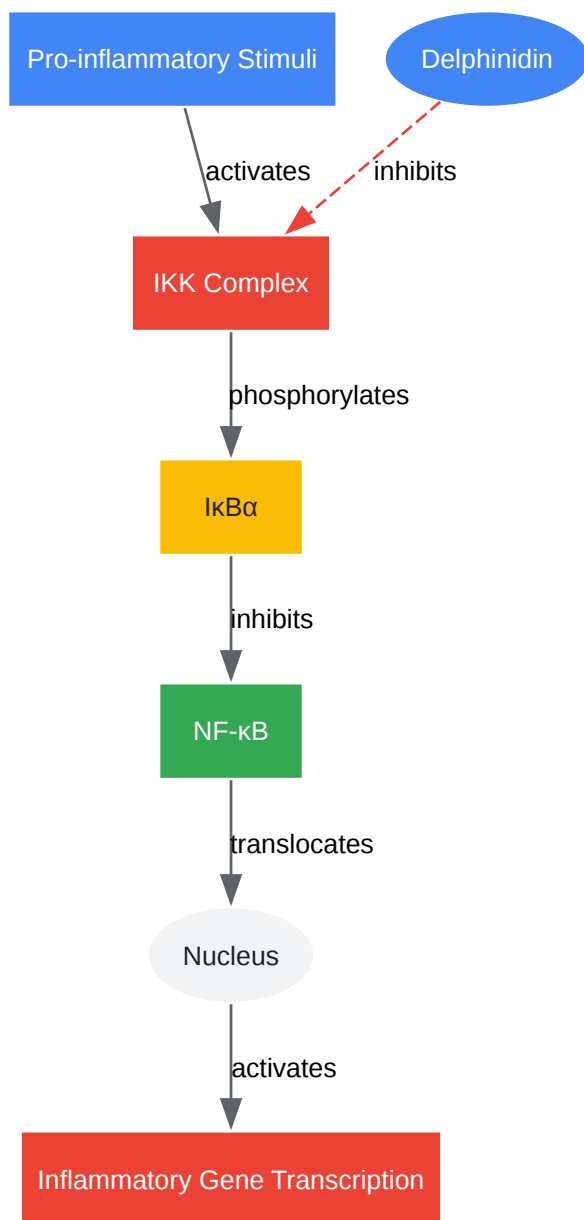 Pro-inflammatory Stimuli
Delphinidin
activates
inhibits
IKK Complex
phosphorylates
IκBα
inhibits
NF-κB
translocates
Nucleus
activates
Inflammatory Gene Transcription